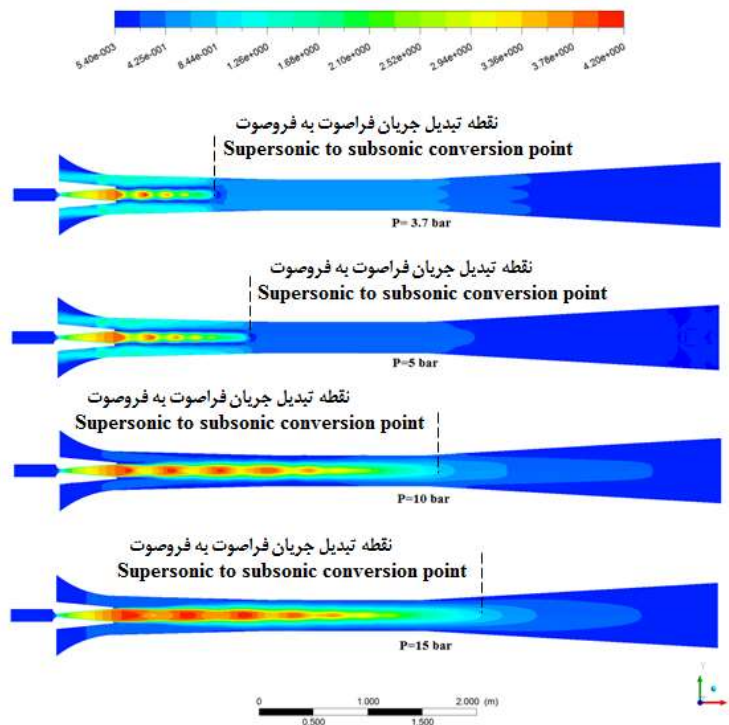 5.40e-003 4.25e-001 8.44e-001 1.26e+000 1.68e+000 2.10e+000 2.52e+000 2.94e+000 3.36e+000 3.78e+000 4.20e+000
نقطه تبدیل جریان فراصوت به فروصوت
Supersonic to subsonic conversion point
P= 3.7 bar
نقطه تبدیل جریان فراصوت به فروصوت
Supersonic to subsonic conversion point
P=5 bar
نقطه تبدیل جریان فراصوت به فروصوت
Supersonic to subsonic conversion point
P=10 bar
نقطه تبدیل جریان فراصوت به فروصوت
Supersonic to subsonic conversion point
P=15 bar
0 1.000 2.000 (m)
0.500 1.500
Y
X